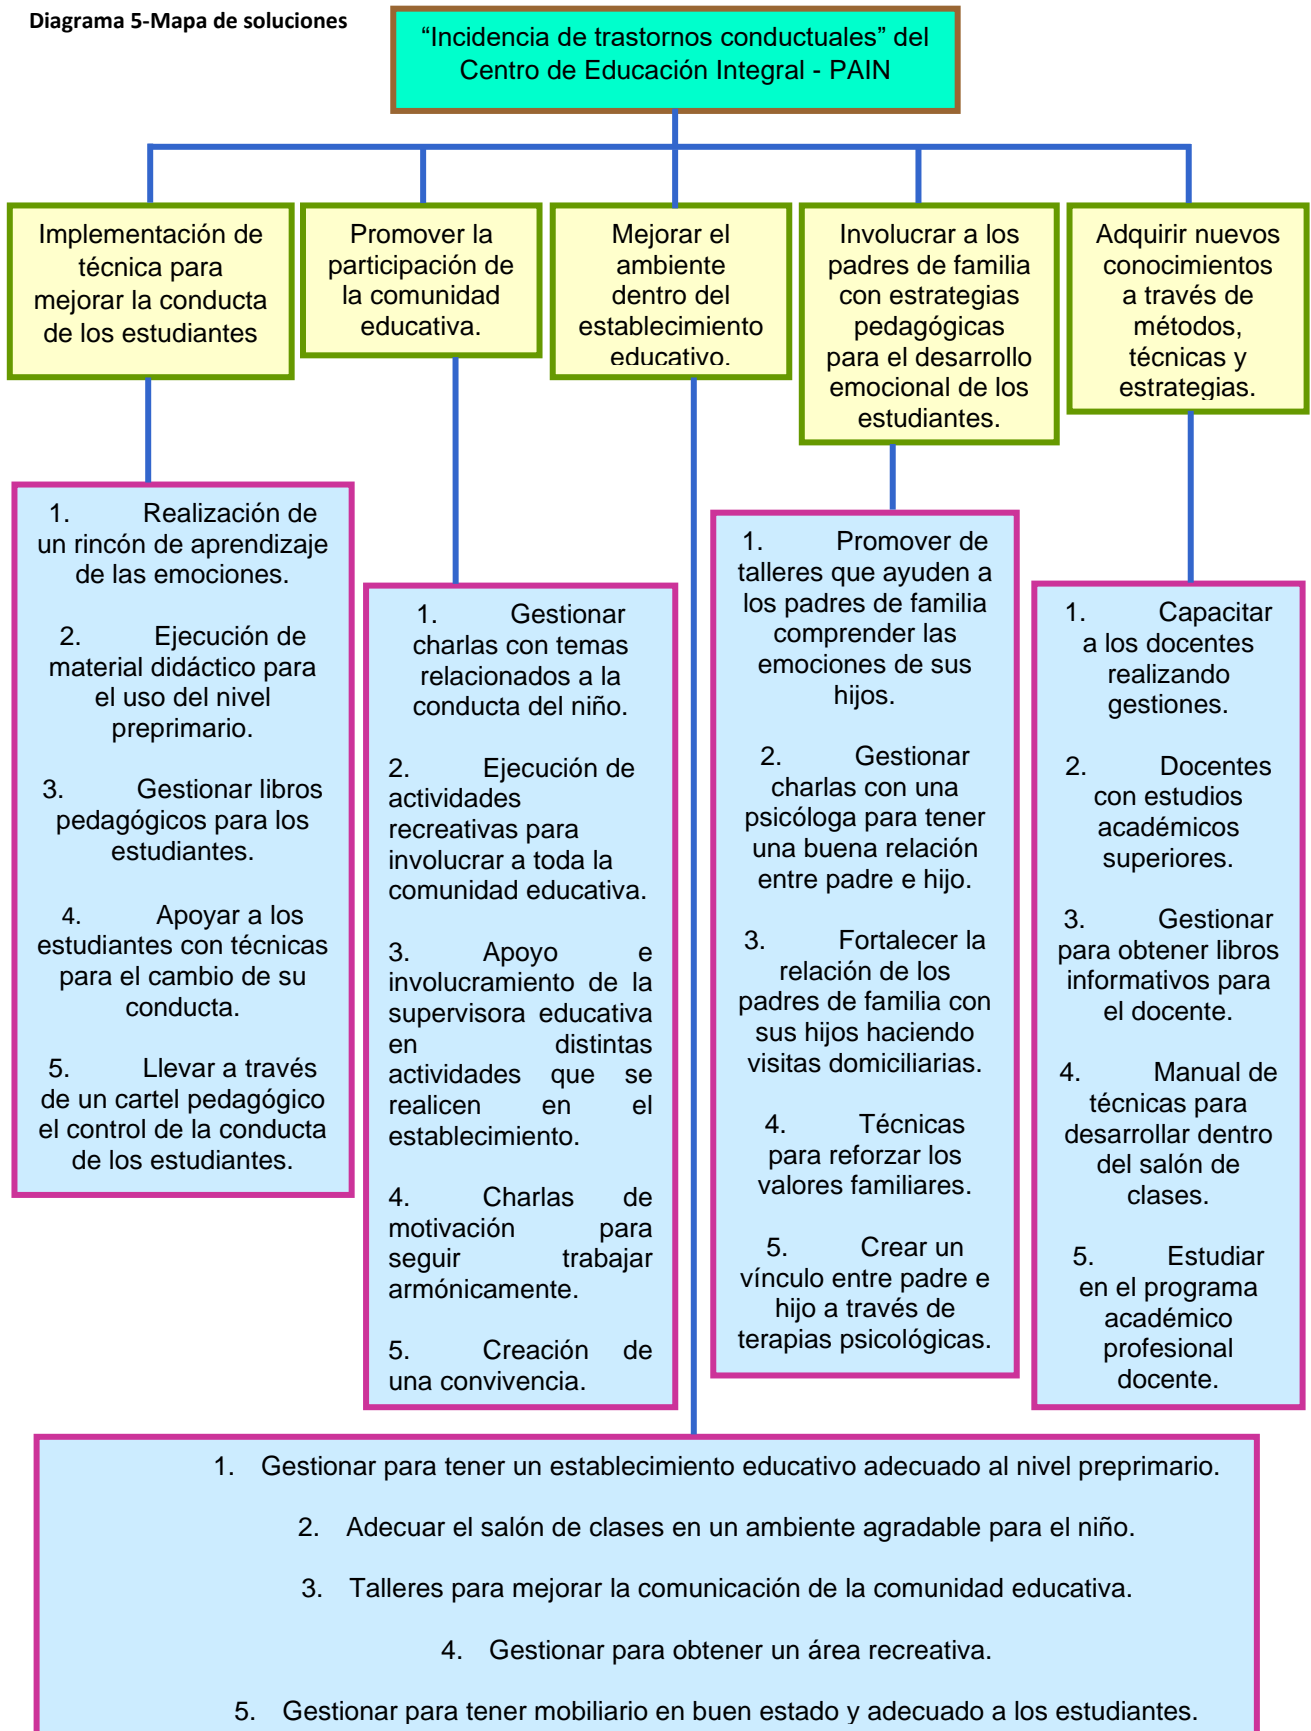 Diagrama 5-Mapa de soluciones
“Incidencia de trastornos conductuales” del
Centro de Educación Integral - PAIN
Implementación de
técnica para
mejorar la conducta
de los estudiantes
Promover la
participación de
la comunidad
educativa.
Mejorar el
ambiente
dentro del
establecimiento
educativo.
Involucrar a los
padres de familia
con estrategias
pedagógicas
para el desarrollo
emocional de los
estudiantes.
Adquirir nuevos
conocimientos
a través de
métodos,
técnicas y
estrategias.
1. Realización de
un rincón de aprendizaje
de las emociones.
2. Ejecución de
material didáctico para
el uso del nivel
preprimario.
3. Gestionar libros
pedagógicos para los
estudiantes.
4. Apoyar a los
estudiantes con técnicas
para el cambio de su
conducta.
5. Llevar a través
de un cartel pedagógico
el control de la conducta
de los estudiantes.
1. Gestionar
charlas con temas
relacionados a la
conducta del niño.
2. Ejecución de
actividades
recreativas para
involucrar a toda la
comunidad educativa.
3. Apoyo e
involucramiento de la
supervisora educativa
en distintas
actividades que se
realicen en el
establecimiento.
4. Charlas de
motivación para
seguir trabajar
armónicamente.
5. Creación de
una convivencia.
1. Promover de
talleres que ayuden a
los padres de familia
comprender las
emociones de sus
hijos.
2. Gestionar
charlas con una
psicóloga para tener
una buena relación
entre padre e hijo.
3. Fortalecer la
relación de los
padres de familia con
sus hijos haciendo
visitas domiciliarias.
4. Técnicas
para reforzar los
valores familiares.
5. Crear un
vínculo entre padre e
hijo a través de
terapias psicológicas.
1. Capacitar
a los docentes
realizando
gestiones.
2. Docentes
con estudios
académicos
superiores.
3. Gestionar
para obtener libros
informativos para
el docente.
4. Manual de
técnicas para
desarrollar dentro
del salón de
clases.
5. Estudiar
en el programa
académico
profesional
docente.
1. Gestionar para tener un establecimiento educativo adecuado al nivel preprimario.
2. Adecuar el salón de clases en un ambiente agradable para el niño.
3. Talleres para mejorar la comunicación de la comunidad educativa.
4. Gestionar para obtener un área recreativa.
5. Gestionar para tener mobiliario en buen estado y adecuado a los estudiantes.